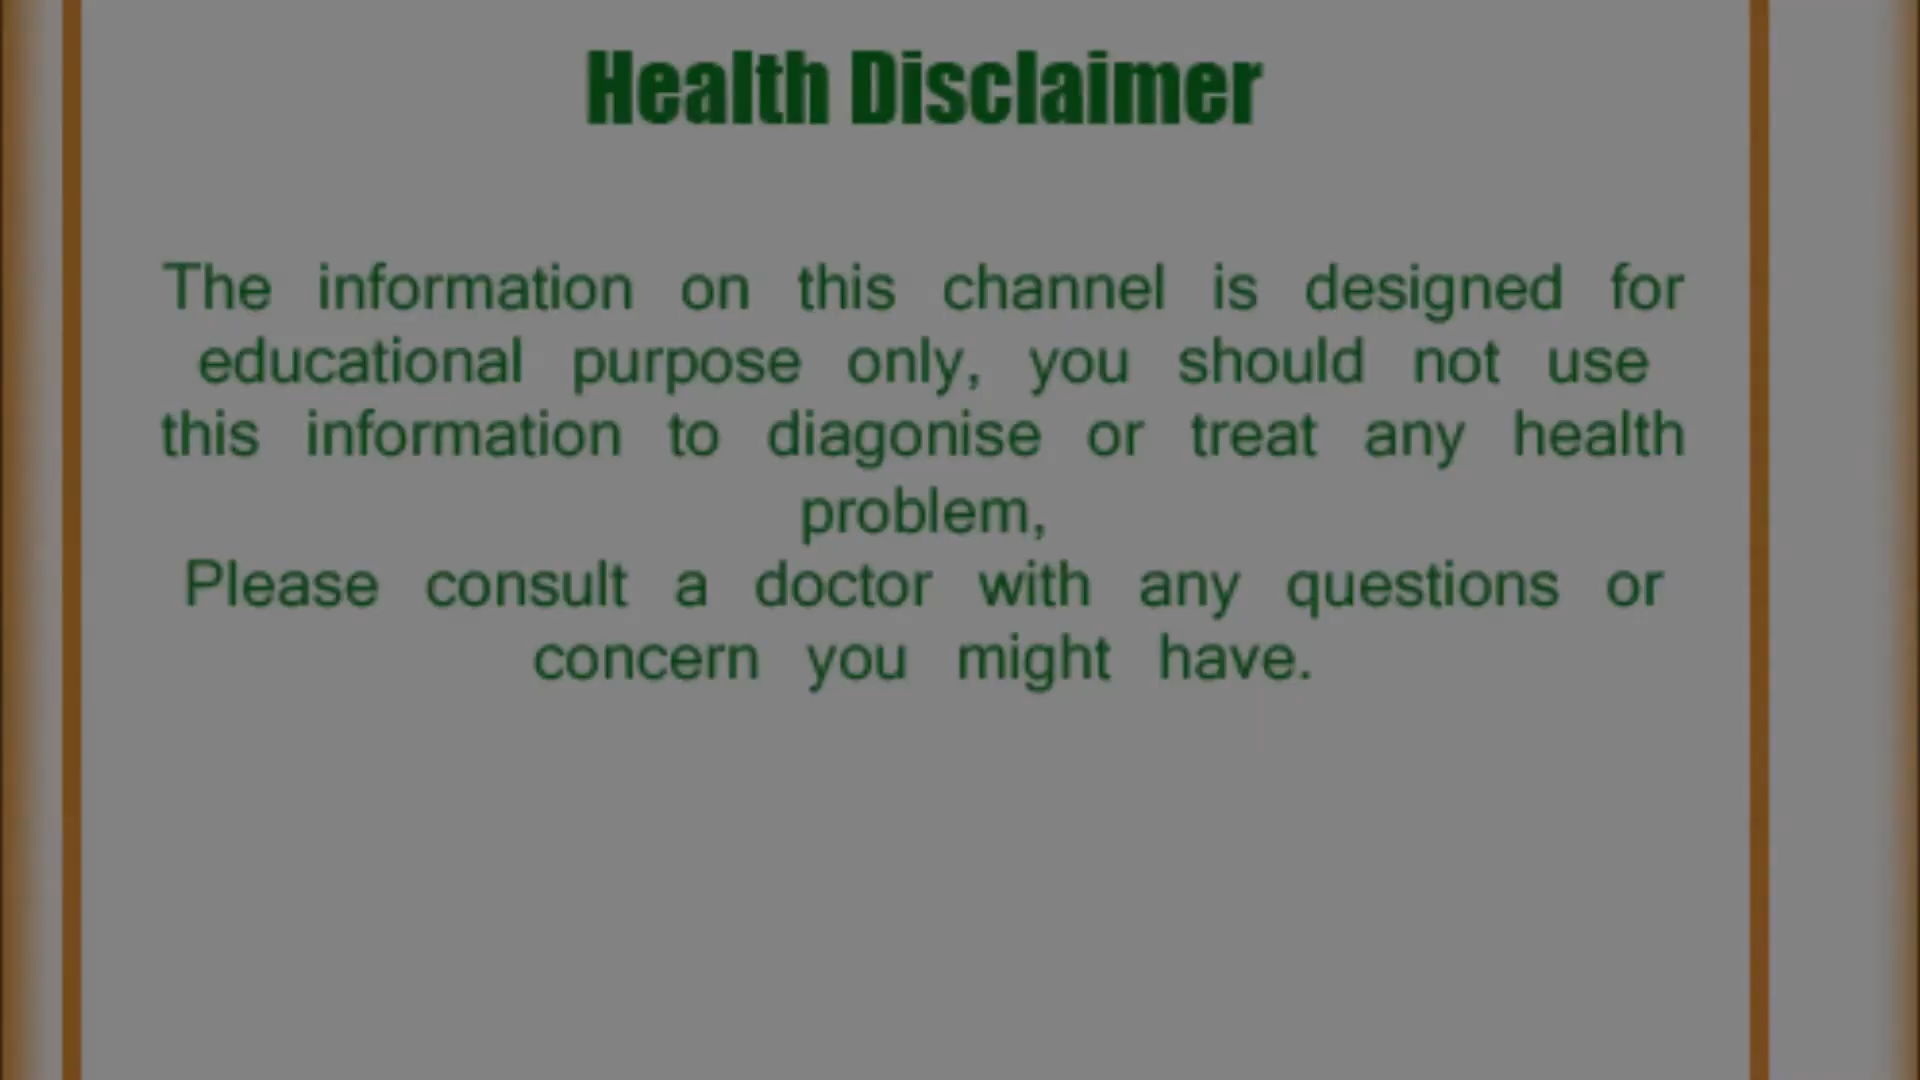 Health Disclaimer
The information on this channel is designed for
educational purpose only, you should not use
this information to diagonise or treat any health
problem,
Please consult a doctor with any questions or
concern you might have.